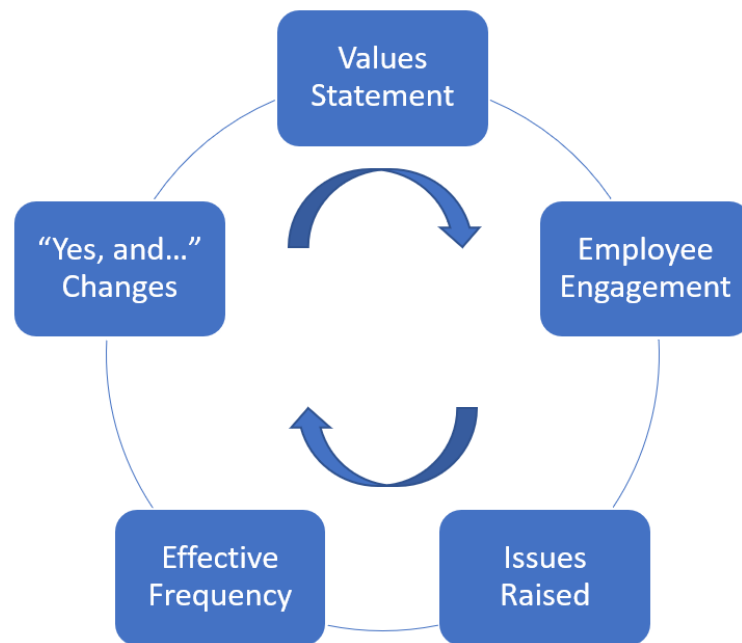 Values
Statement
Employee
Engagement
Issues
Raised
Effective
Frequency
“Yes, and…”
Changes